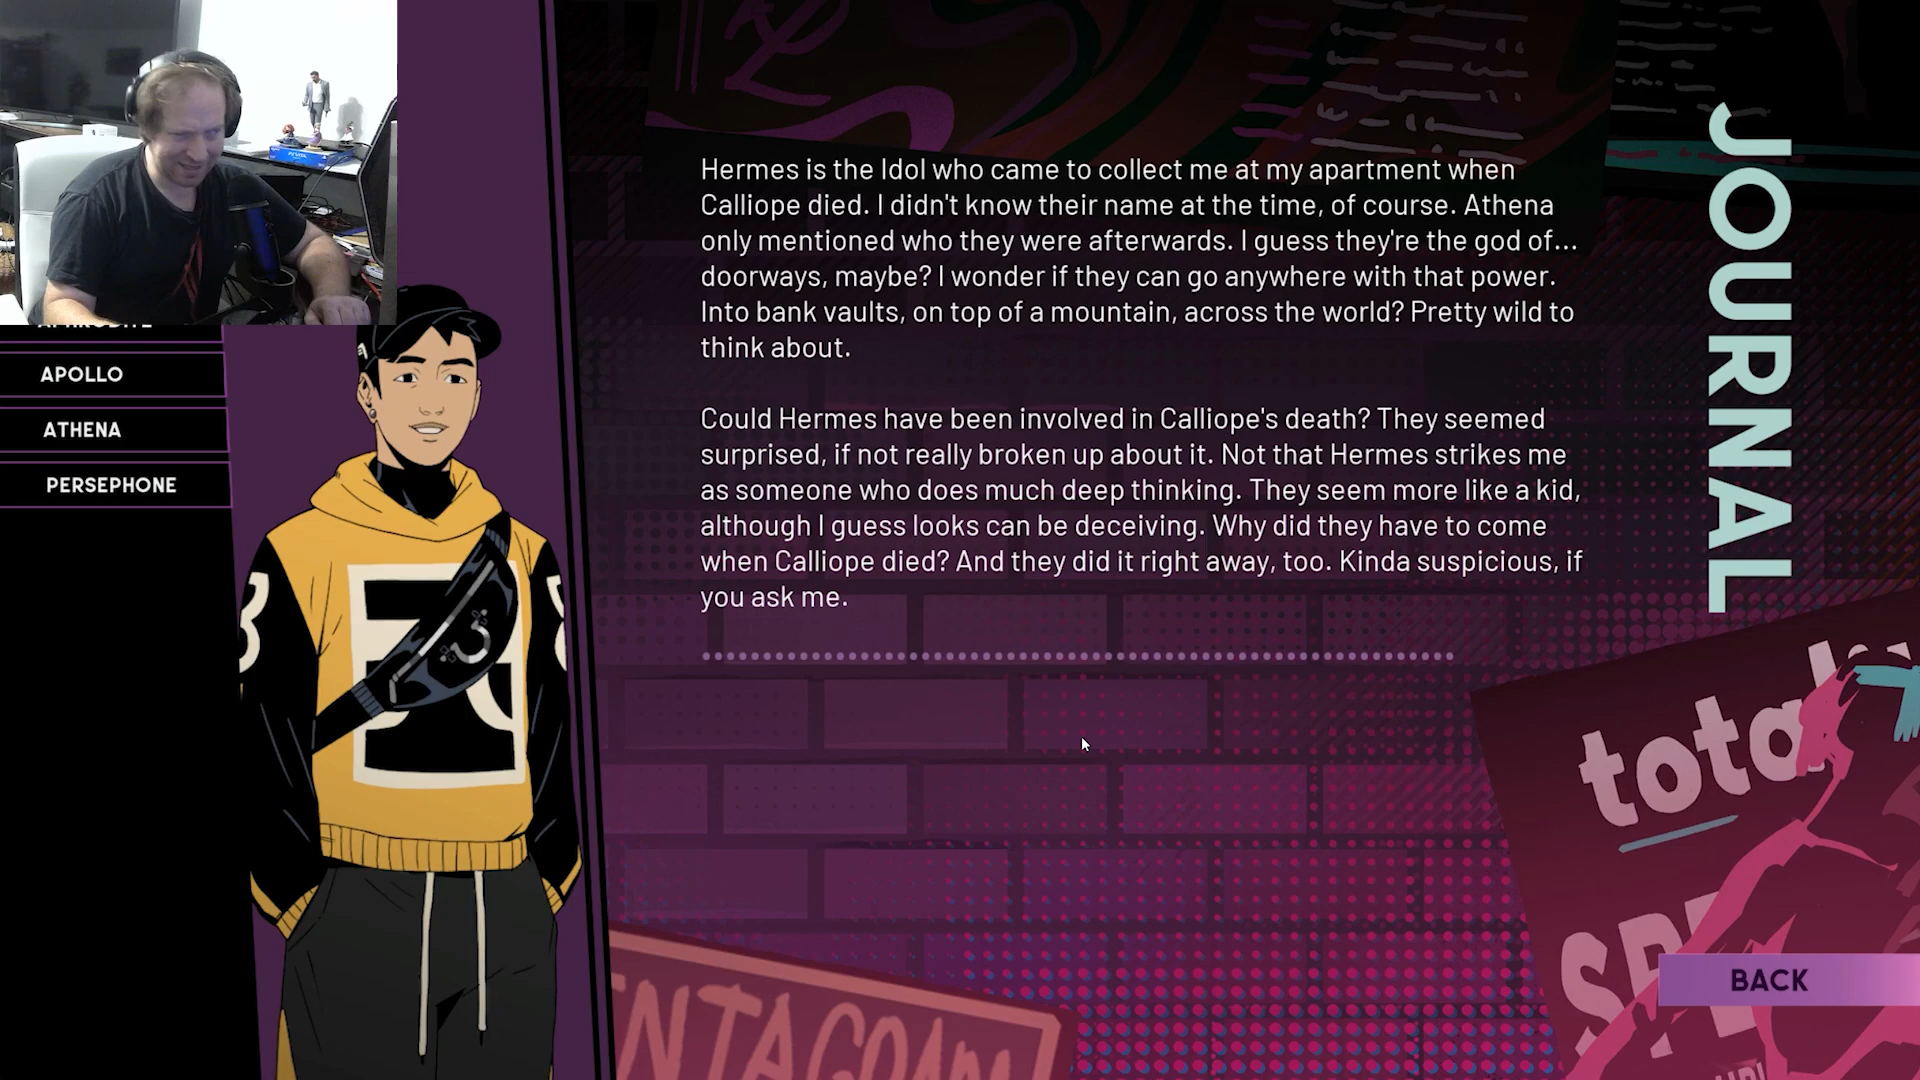 Hermes is the Idol who came to collect me at my apartment when
Calliope died. I didn't know their name at the time, of course. Athena
only mentioned who they were afterwards. I guess they're the god of...
doorways, maybe? I wonder if they can go anywhere with that power.
Into bank vaults, on top of a mountain, across the world? Pretty wild to
think about.
Could Hermes have been involved in Calliope's death? They seemed
surprised, if not really broken up about it. Not that Hermes strikes me
as someone who does much deep thinking. They seem more like a kid,
although I guess looks can be deceiving. Why did they have to come
when Calliope died? And they did it right away, too. Kinda suspicious, if
you ask me.
JOURNAL
APOLLO
ATHENA
PERSEPHONE
BACK